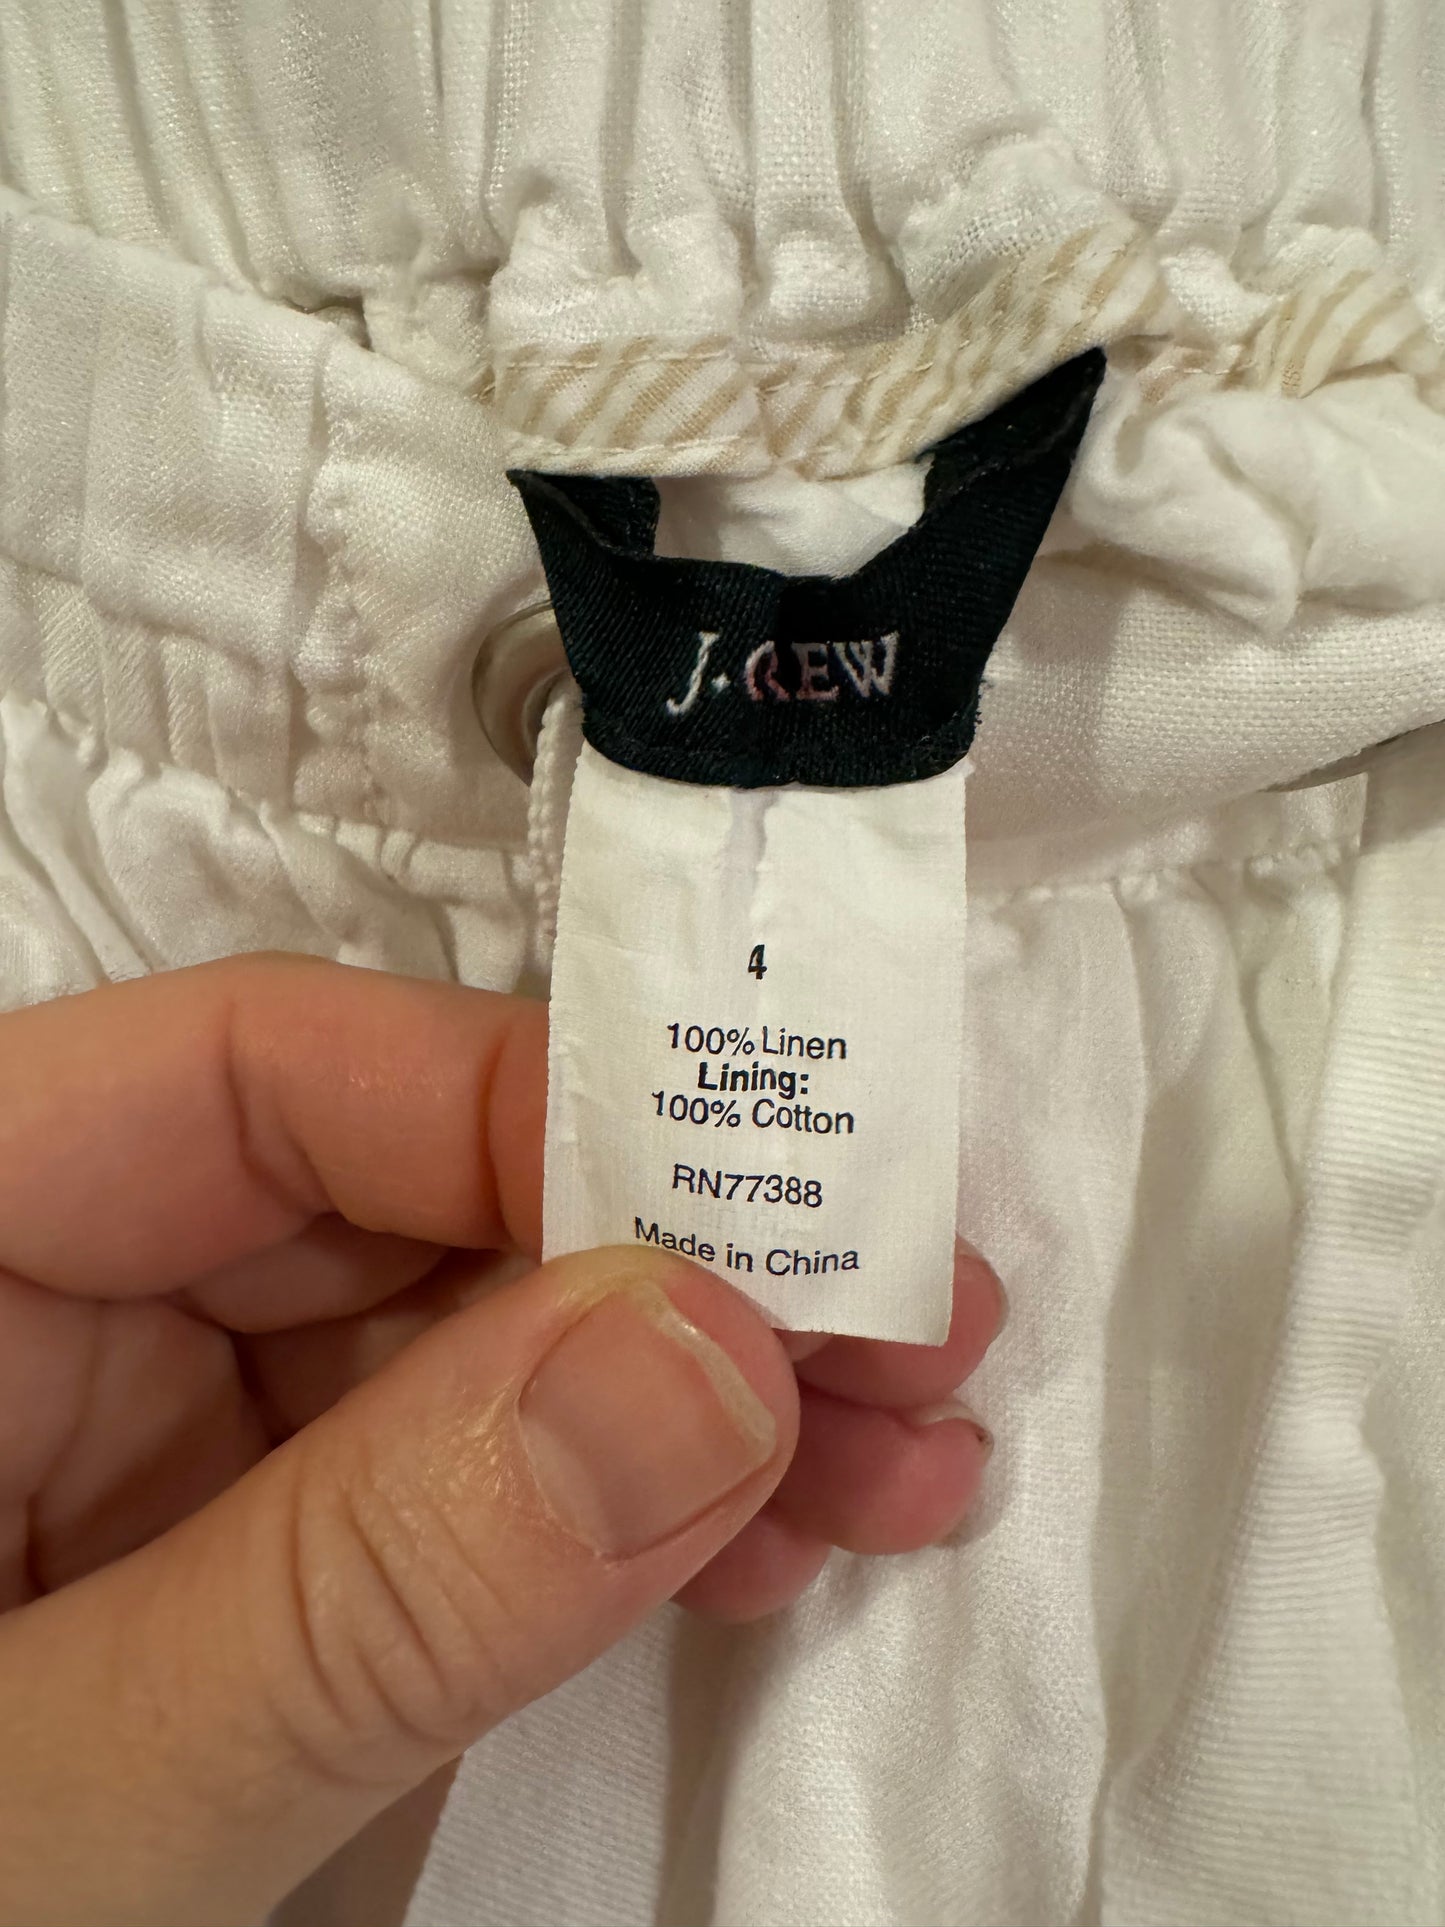 J.CREW
4
100% Linen
Lining:
100% Cotton
RN77388
Made in China